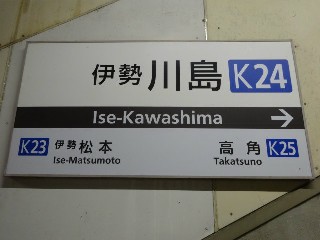 伊勢川島 K24
Ise-Kawashima →
K23 伊勢松本 高角 K25
Ise-Matsumoto Takatsuno